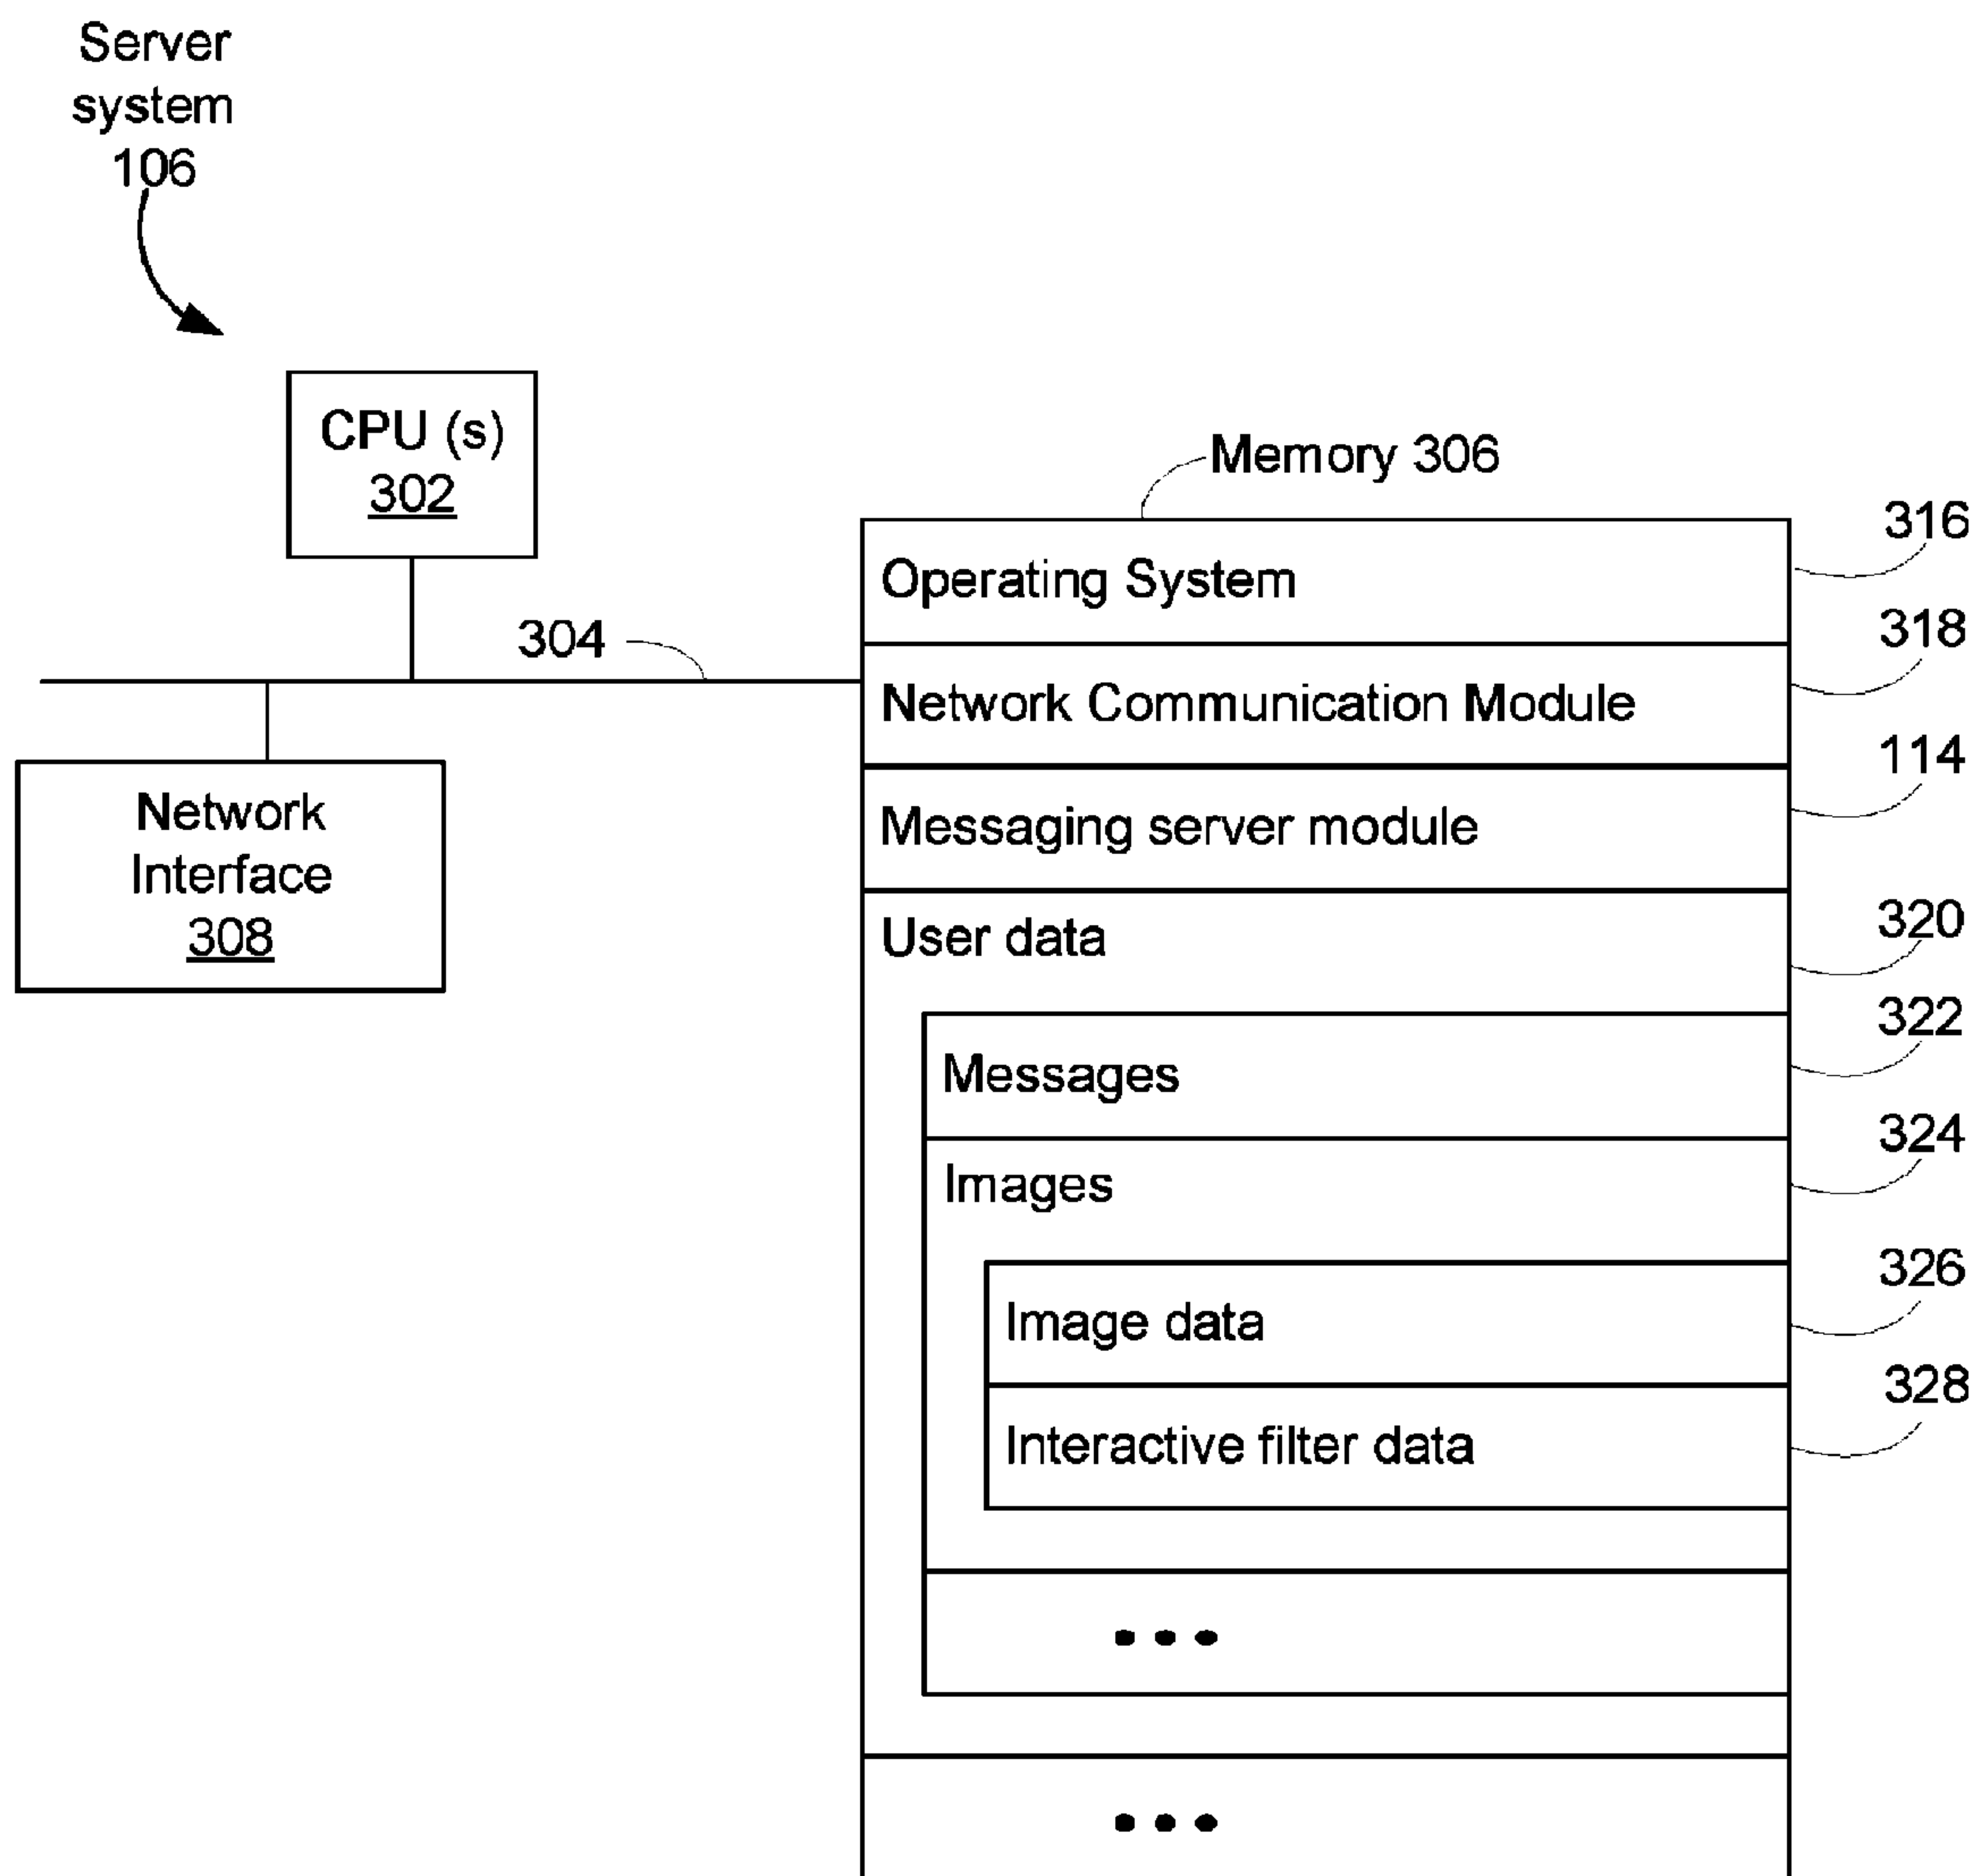 Server
system
106
CPU (s)
302
Memory 306
316
Operating System
304
318
Network Communication Module
114
Network
Interface
308
Messaging server module
320
User data
322
Messages
324
Images
326
Image data
328
Interactive filter data
•••
•••